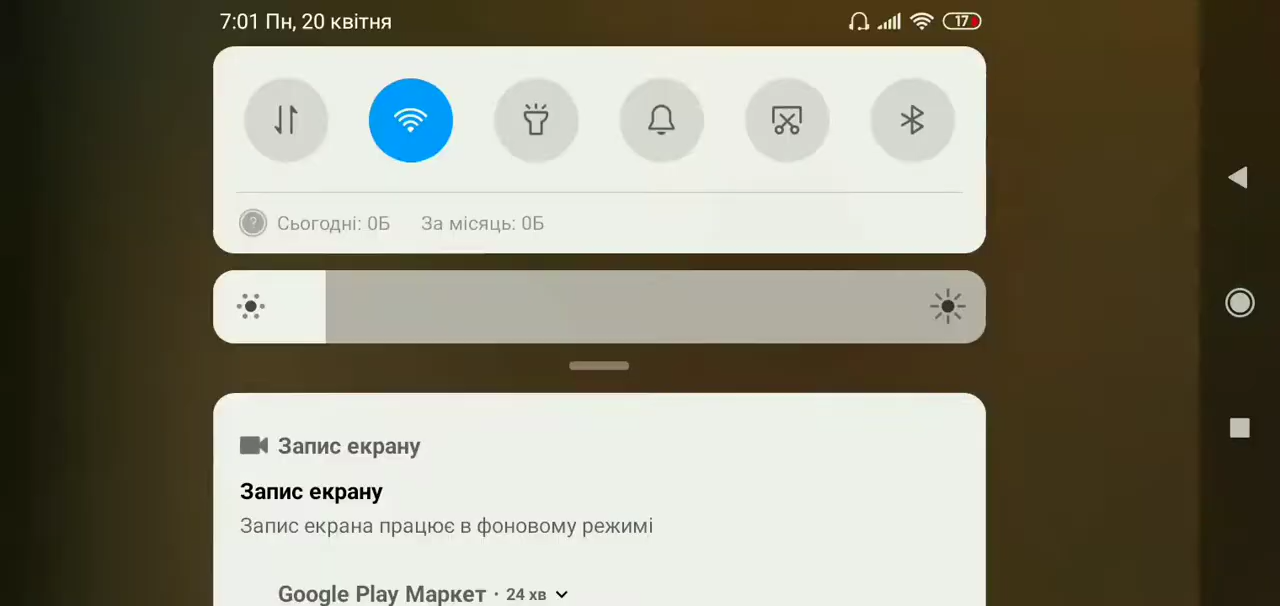 7:01 Пн, 20 квітня
17
Сьогодні: 0Б За місяць: 0Б
Запис екрану
Запис екрану
Запис екрана працює в фоновому режимі
Google Play Маркет · 24 хв